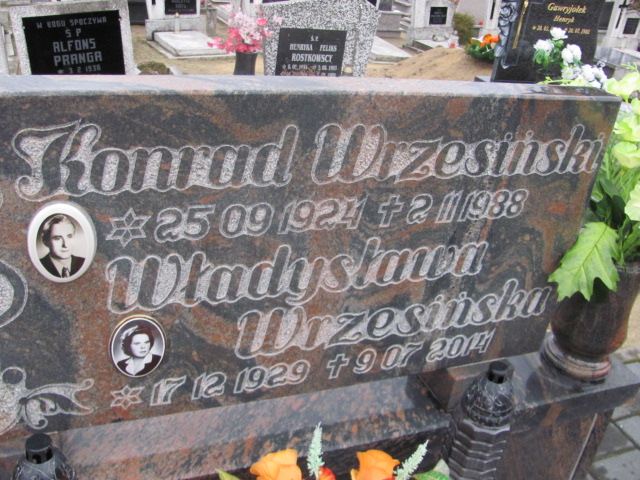 W BOGU SPOCZYWA
Ś P
ALFONS
PRANGA
Ś.P.
HENRYKA FELIKS
ROSTKOWSCY
Gawryjołek
Henryk
Konrad Wrzesiński
25 09 1924 ✝ 2 11 1988
Władysława
Wrzesińska
17 12 1929 ✝ 9 07 2014